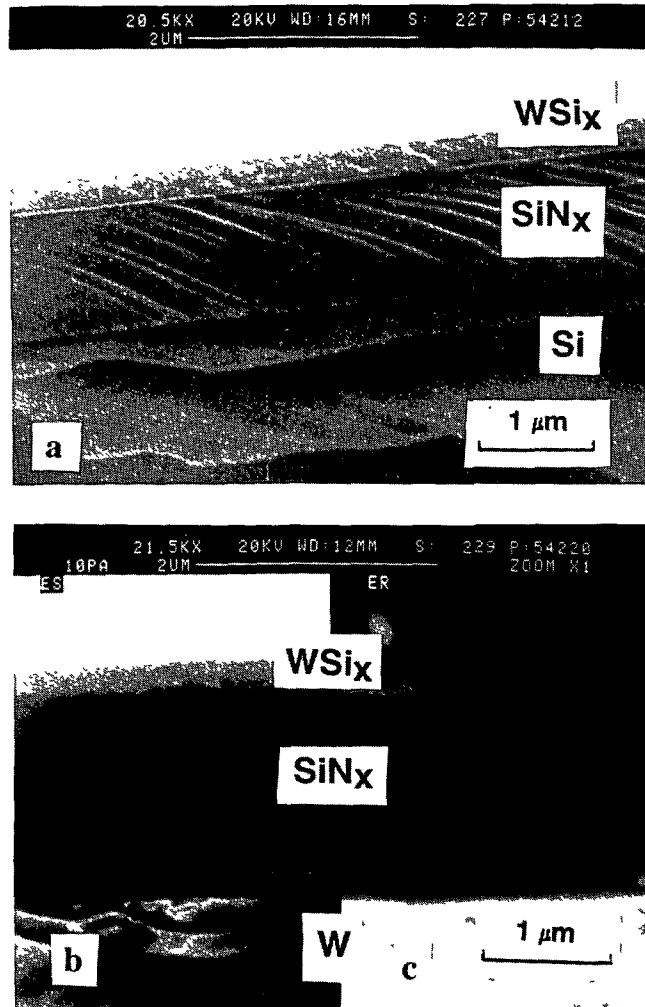 20.5KX 20KV WD:16MM S: 227 P:54212
2UM
WSiX
SiNX
Si
1 μm
a
21.5KX 20KV WD:12MM S: 229 P:54220
10PA 2UM ZOOM X1
ES ER
WSiX
SiNX
W
1 μm
b
c